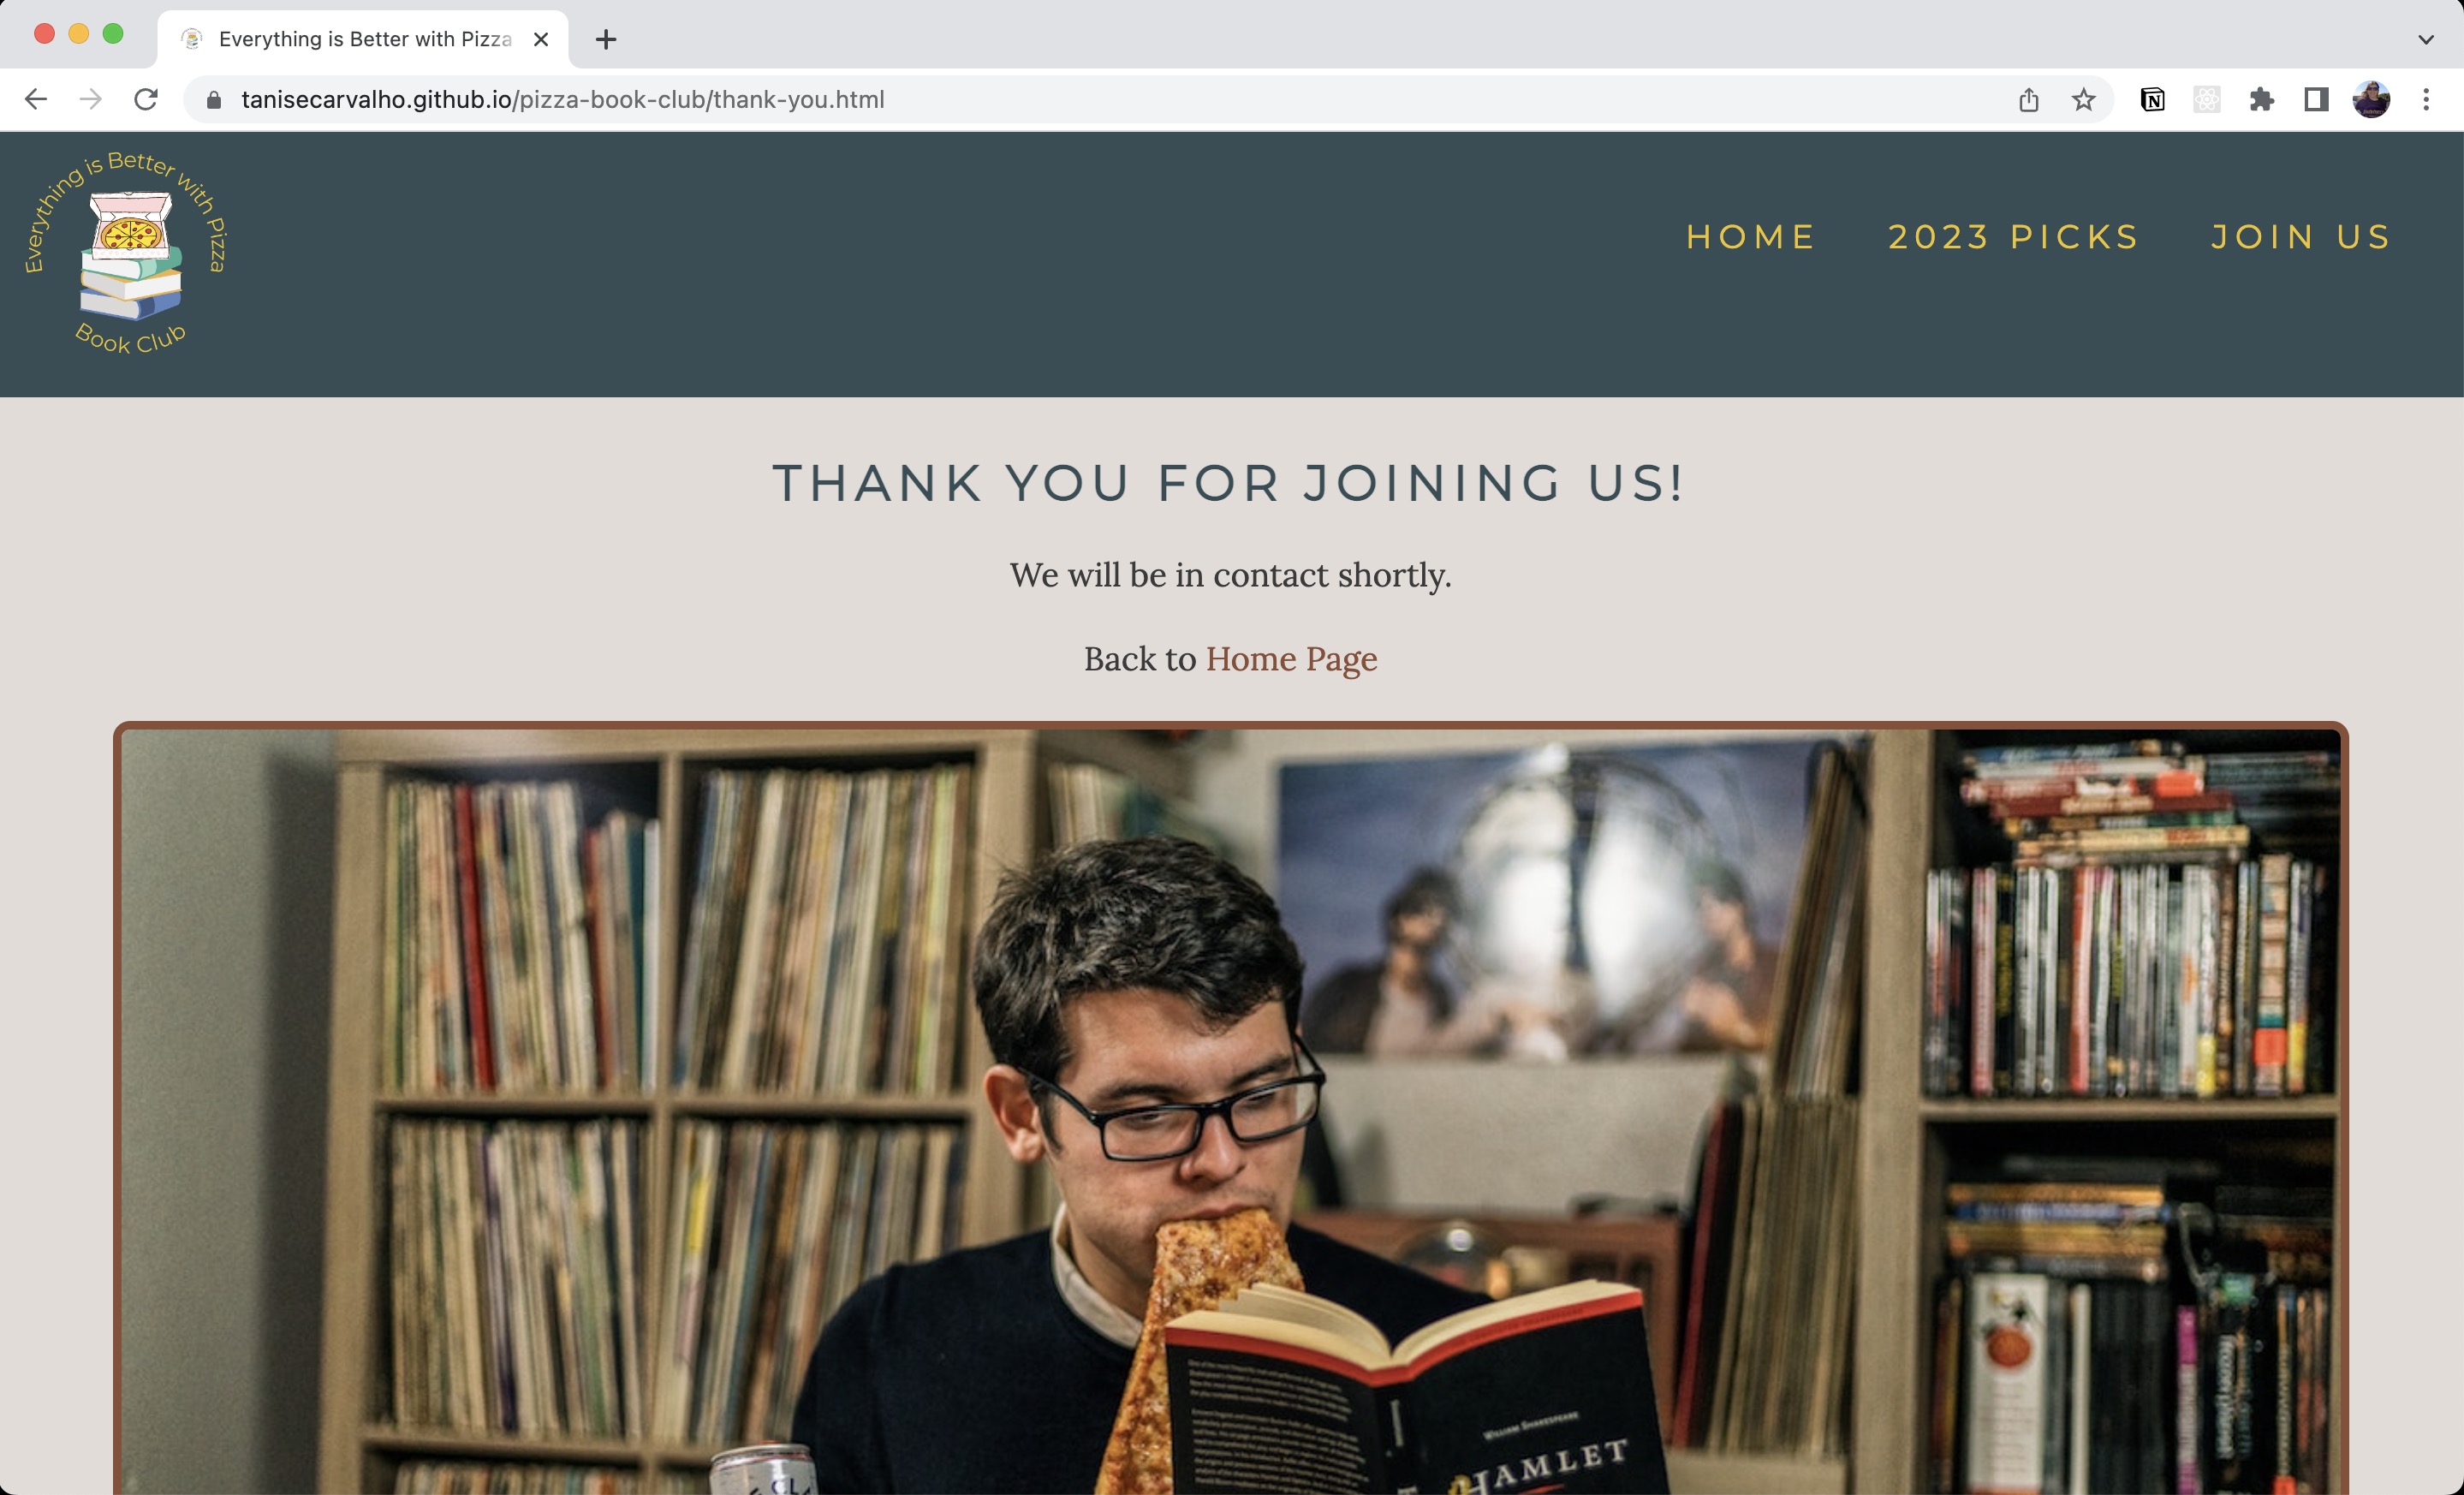 Everything is Better with Pizza
tanisecarvalho.github.io/pizza-book-club/thank-you.html
Everything is Better with Pizza
Book Club
HOME
2023 PICKS
JOIN US
THANK YOU FOR JOINING US!
We will be in contact shortly.
Back to Home Page
WILLIAM SHAKESPEARE
HAMLET